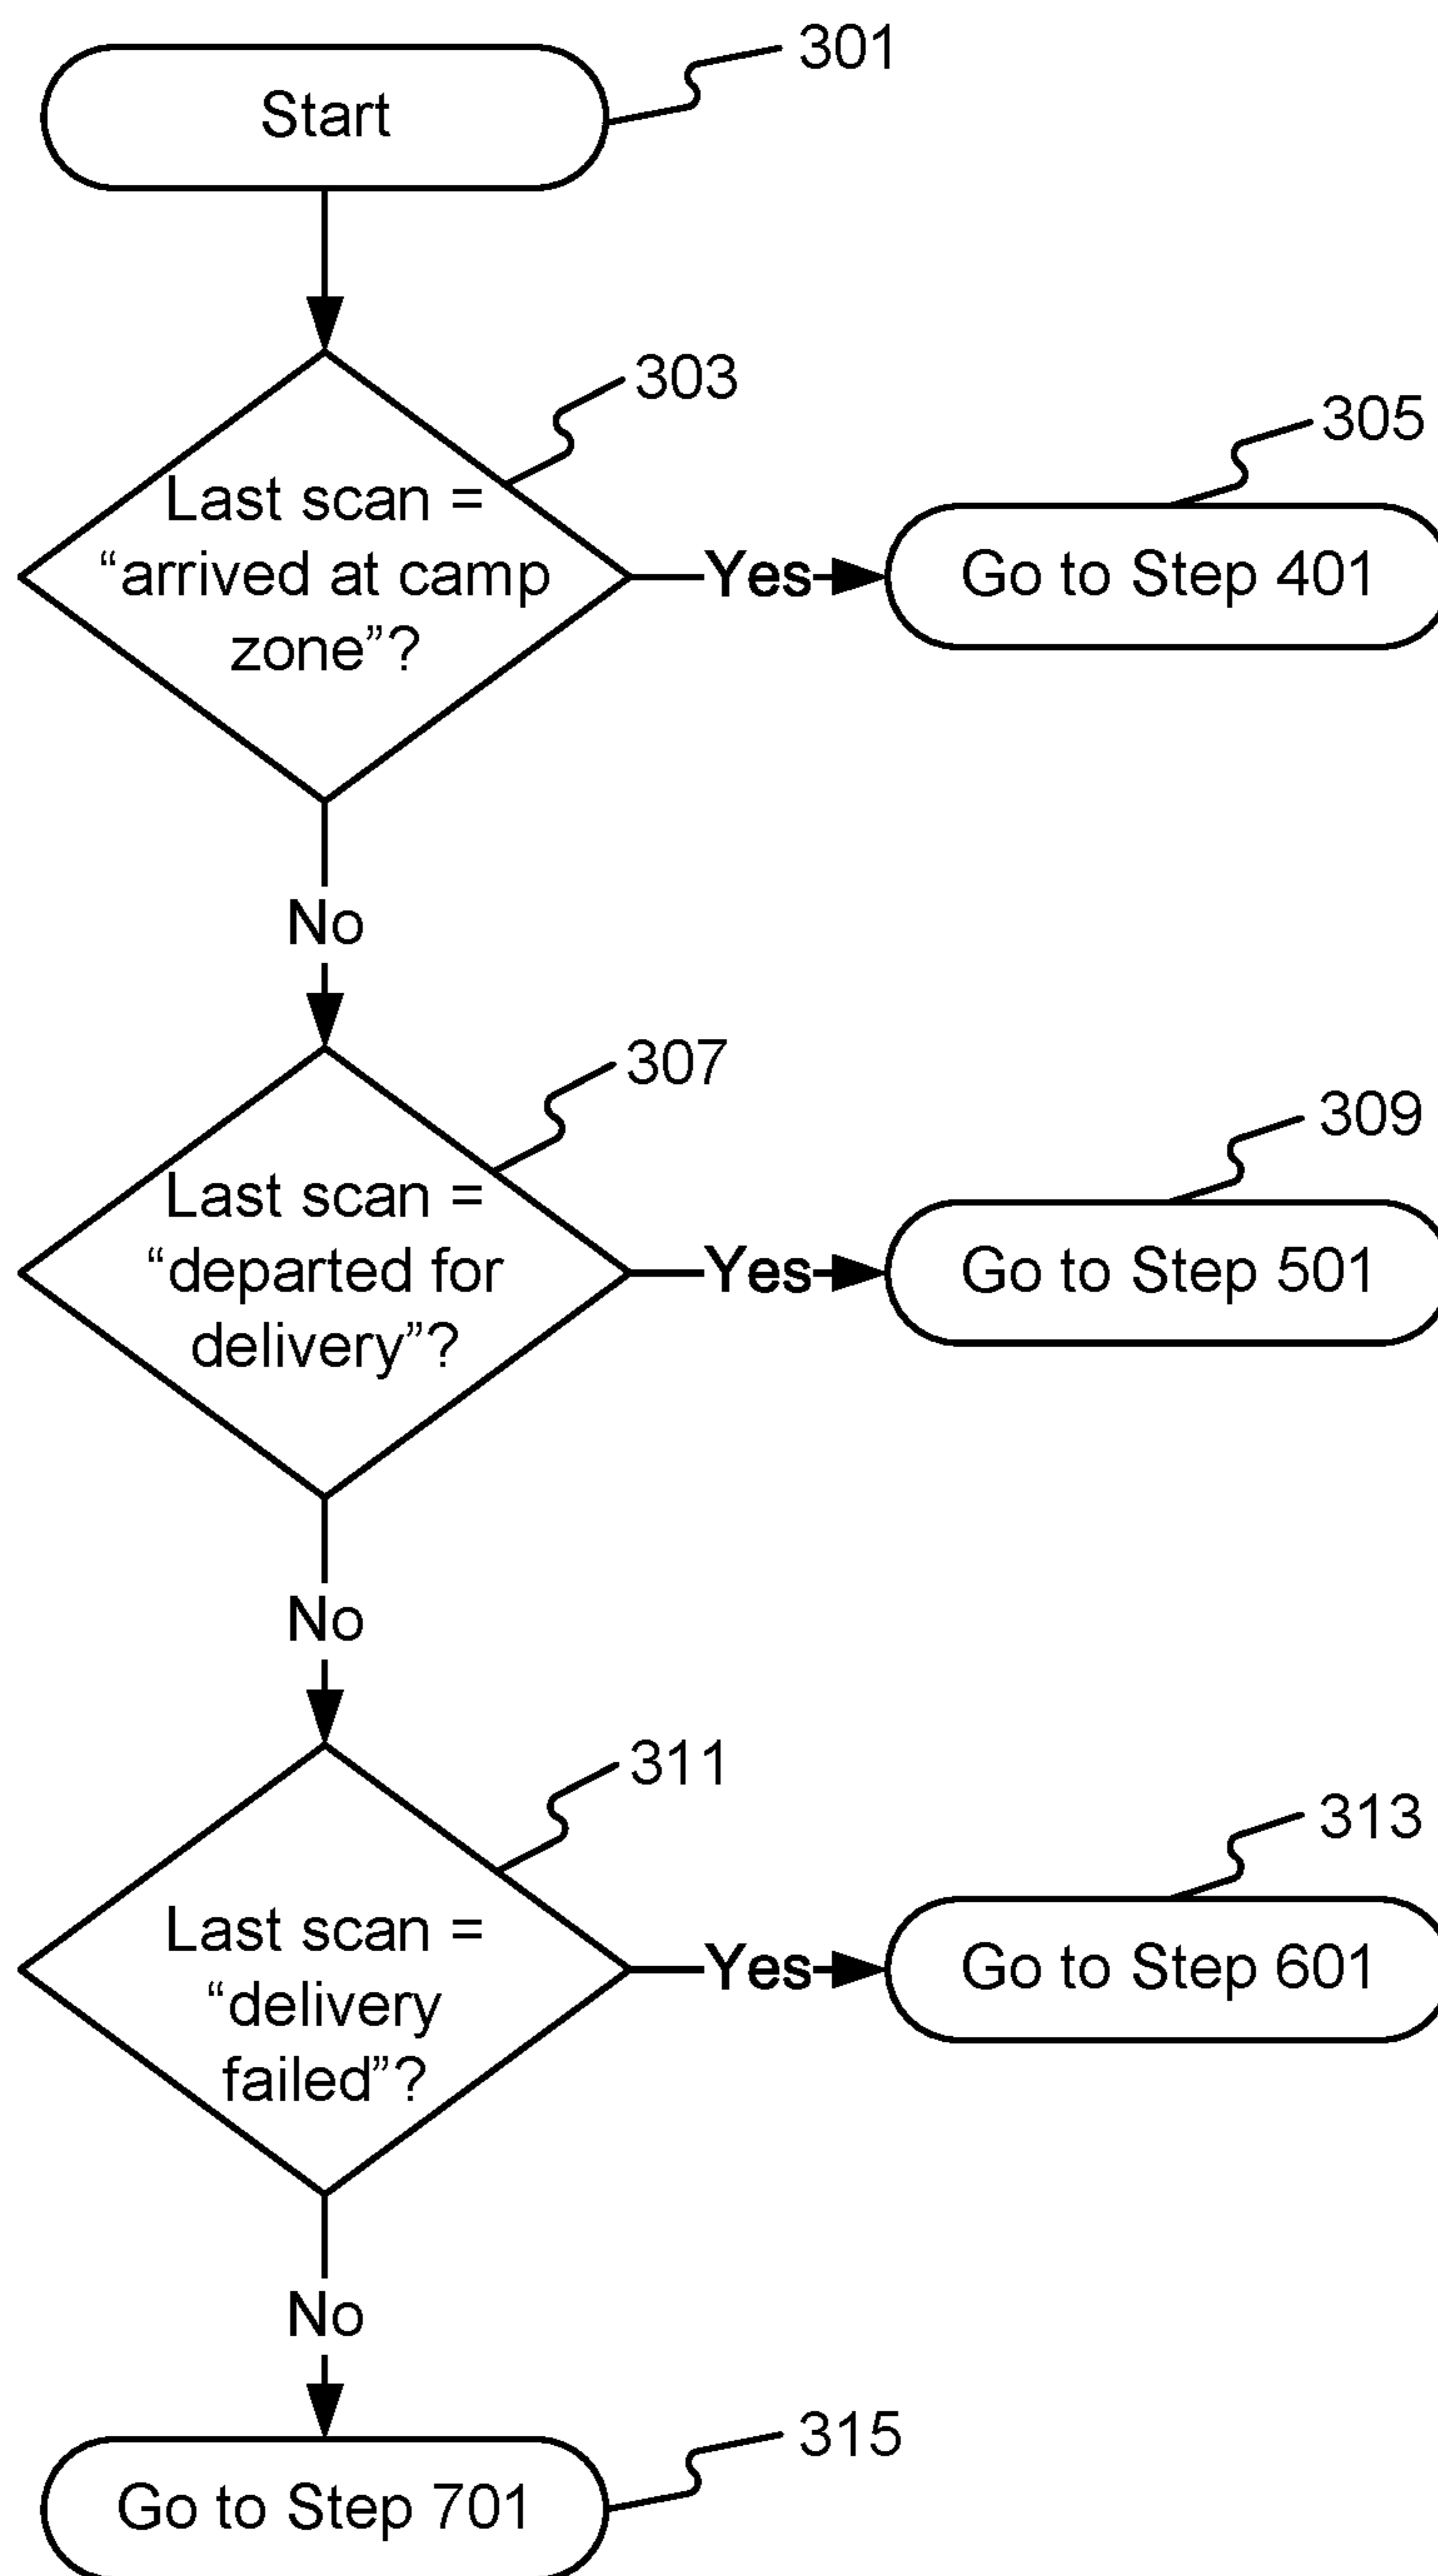 Start
301
303
Last scan =
“arrived at camp
zone”?
Yes
305
Go to Step 401
No
307
Last scan =
“departed for
delivery”?
Yes
309
Go to Step 501
No
311
Last scan =
“delivery
failed”?
Yes
313
Go to Step 601
No
315
Go to Step 701